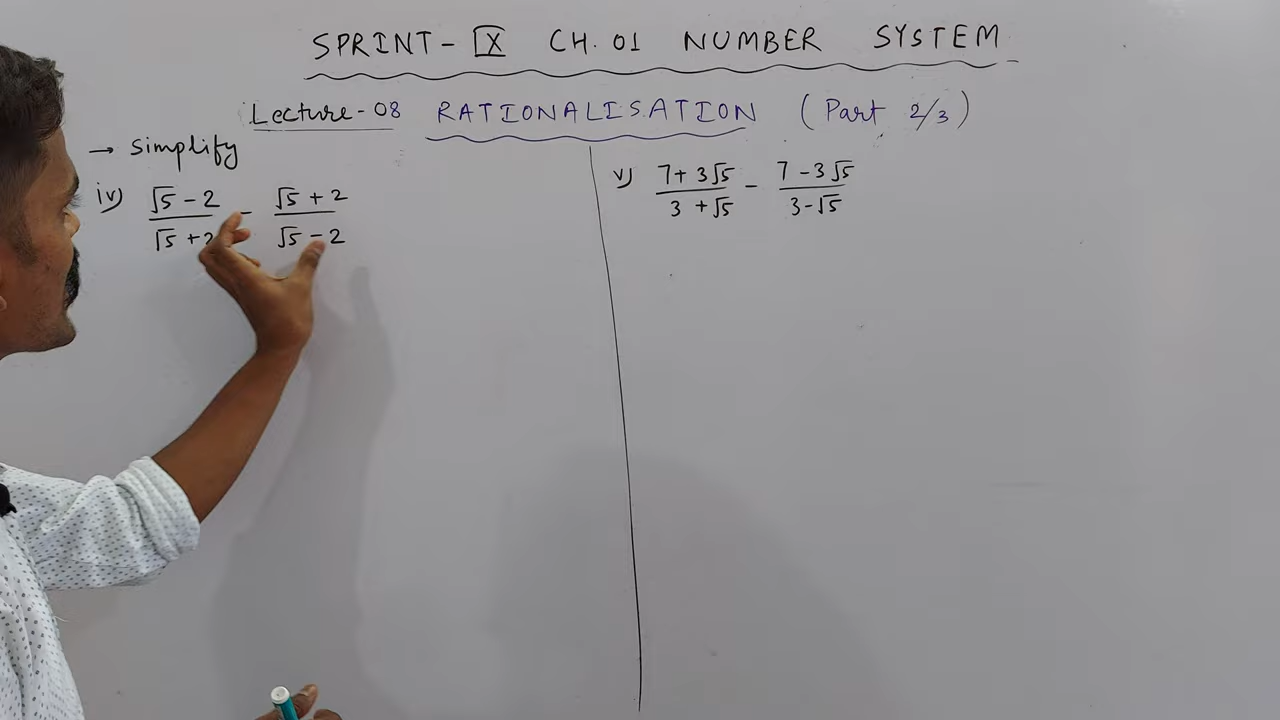 SPRINT-IX CH.01 NUMBER SYSTEM
Lecture-08 RATIONALISATION (Part 2/3)
→ Simplify
iv) √5 - 2 / √5 + 2 - √5 + 2 / √5 - 2
v) 7 + 3√5 / 3 + √5 - 7 - 3√5 / 3 - √5